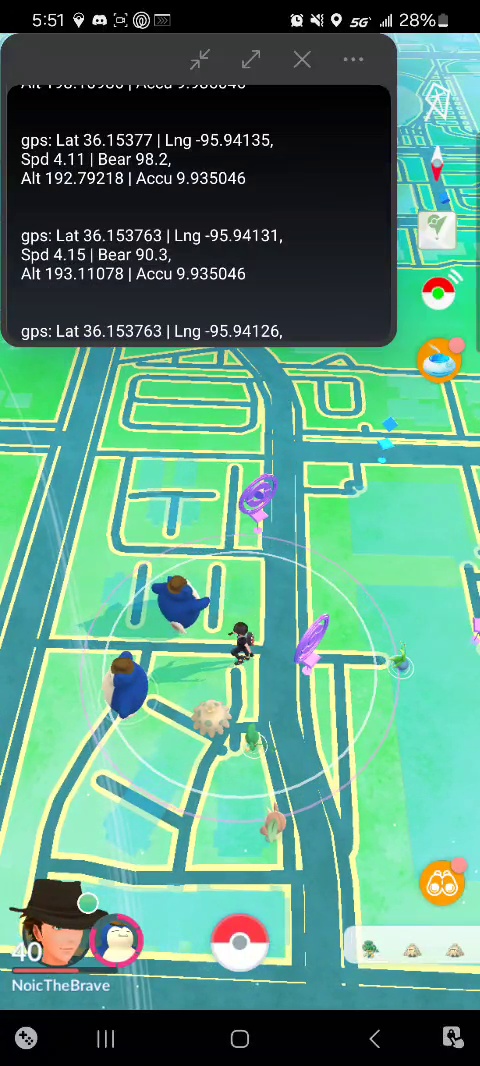 5:51
5G
28%
Alt 193.13930 | Accu 9.935046
gps: Lat 36.15377 | Lng -95.94135,
Spd 4.11 | Bear 98.2,
Alt 192.79218 | Accu 9.935046
gps: Lat 36.153763 | Lng -95.94131,
Spd 4.15 | Bear 90.3,
Alt 193.11078 | Accu 9.935046
gps: Lat 36.153763 | Lng -95.94126,
40
NoicTheBrave